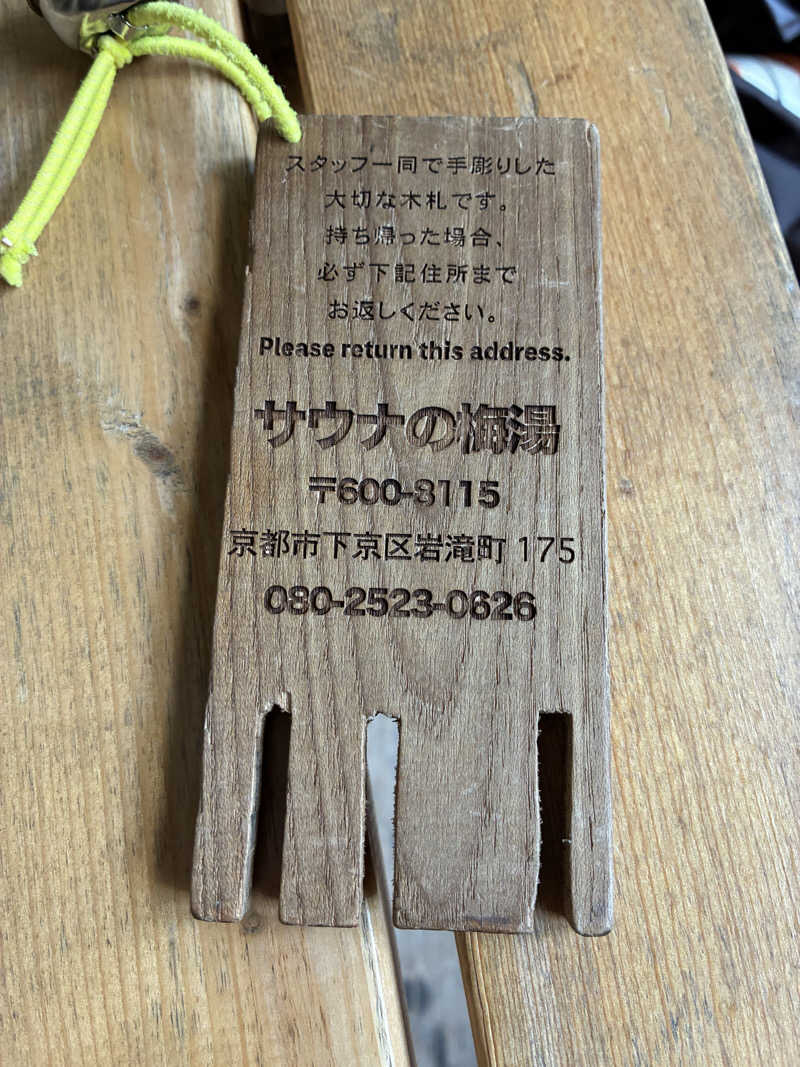 スタッフ一同で手彫りした
大切な木札です。
持ち帰った場合、
必ず下記住所まで
お返しください。
Please return this address.
サウナの梅湯
〒600-8115
京都市下京区岩滝町 175
080-2523-0626